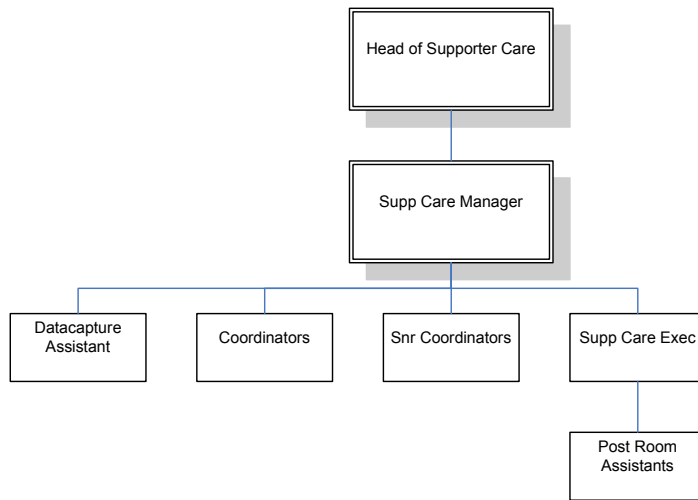 Head of Supporter Care
Supp Care Manager
Datacapture
Assistant
Coordinators
Snr Coordinators
Supp Care Exec
Post Room
Assistants